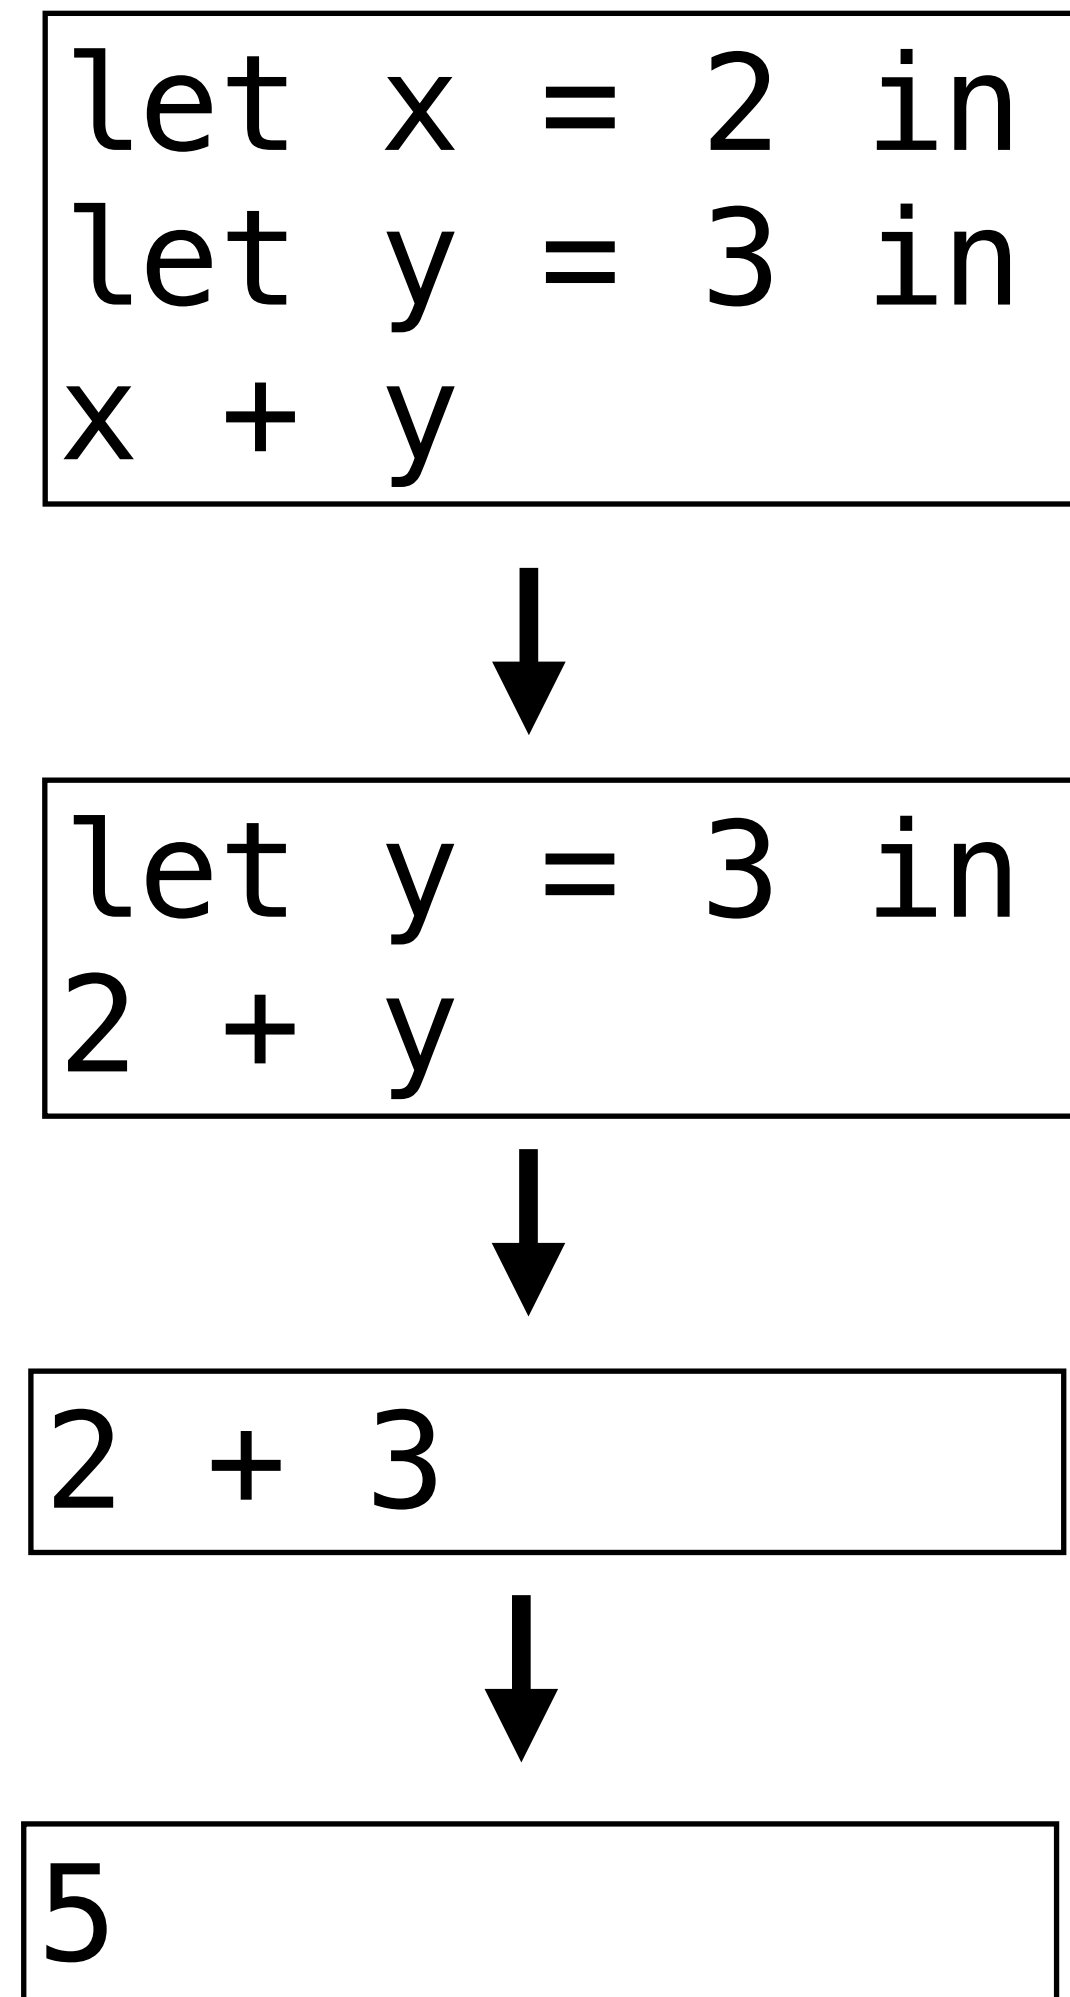 let x = 2 in
let y = 3 in
x + y
let y = 3 in
2 + y
2 + 3
5